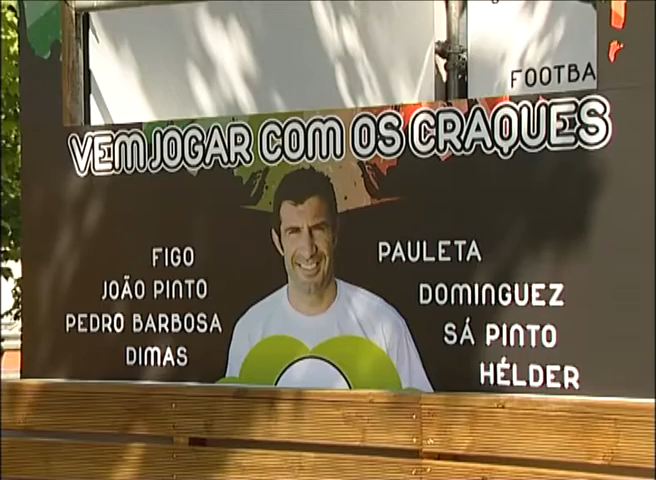 FOOTBA
VEM JOGAR COM OS CRAQUES
FIGO
JOÃO PINTO
PEDRO BARBOSA
DIMAS
PAULETA
DOMINGUEZ
SÁ PINTO
HÉLDER